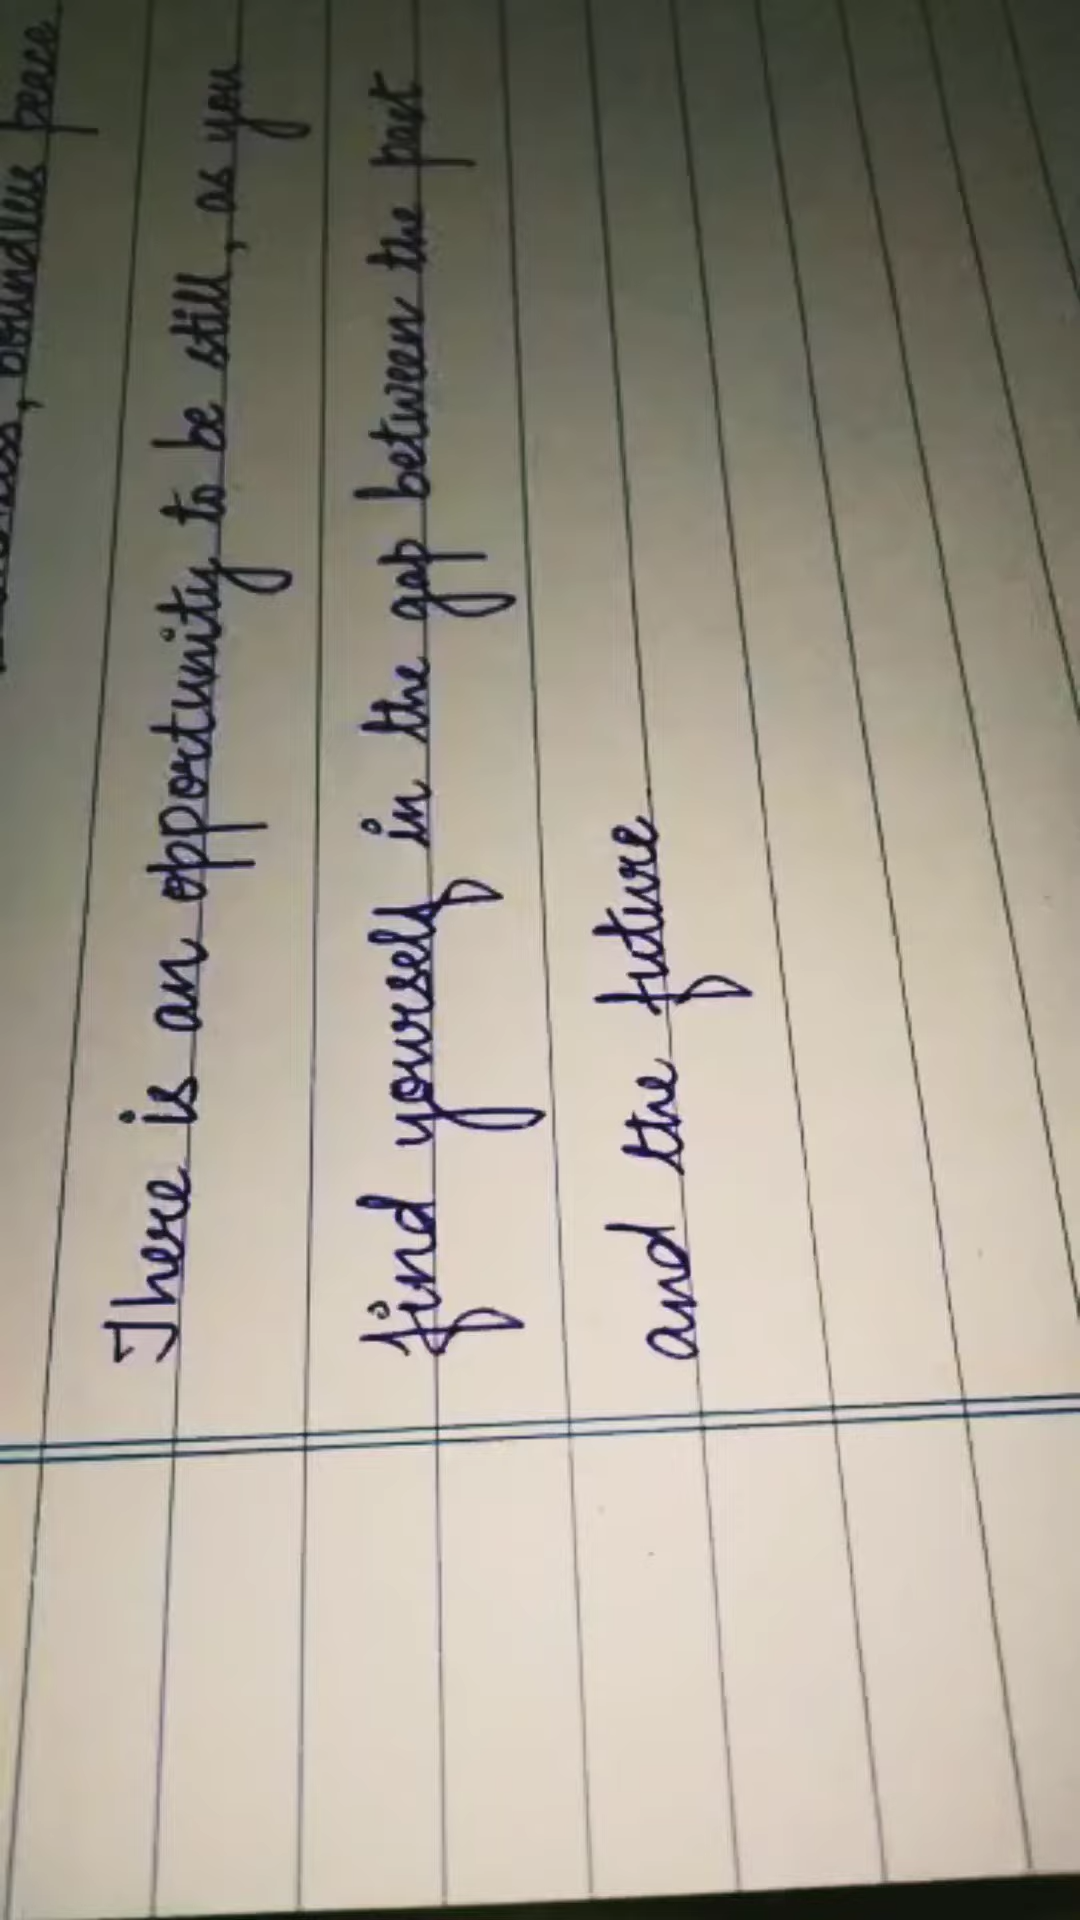 , boundless peace
There is an opportunity to be still, as you
find yourself in the gap between the past
and the future